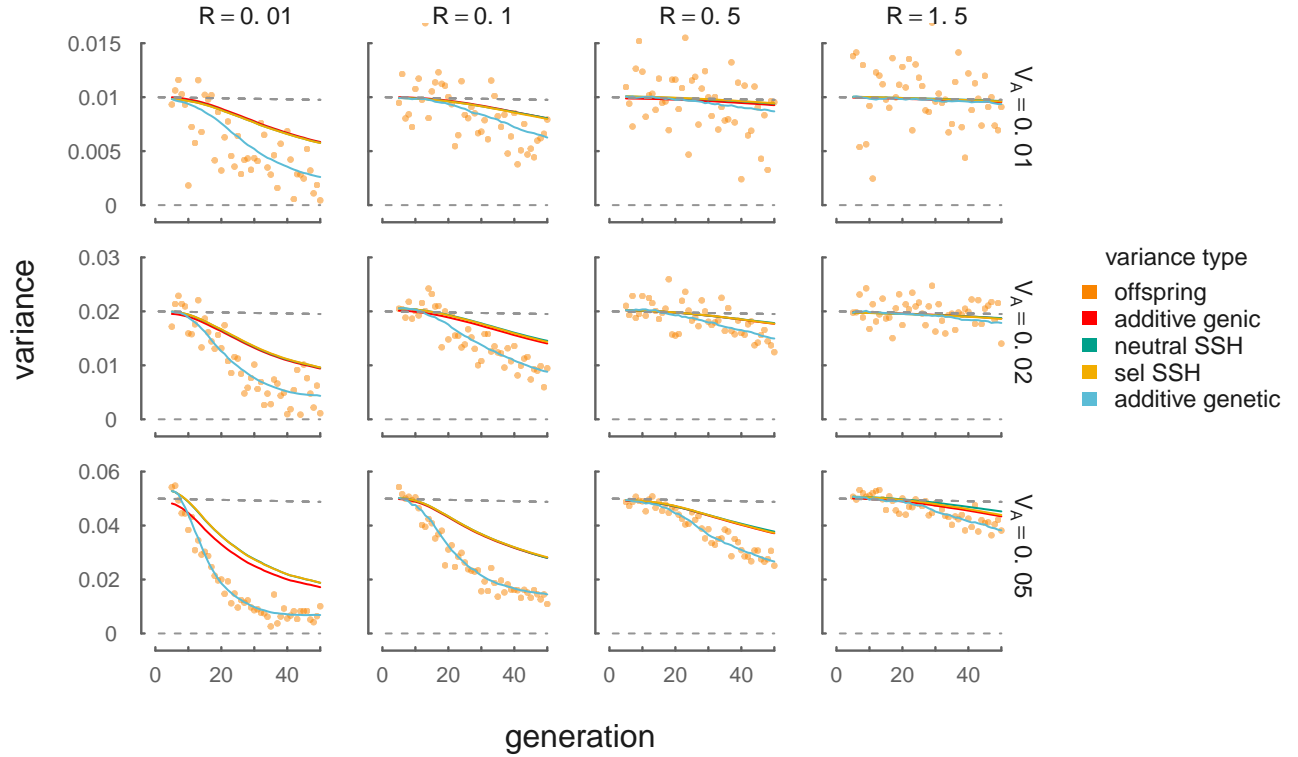 R = 0. 01
R = 0. 1
R = 0. 5
R = 1. 5
0.015
0.01
0.005
0
V_A = 0. 01
0.03
0.02
0.01
0
V_A = 0. 02
0.06
0.04
0.02
0
V_A = 0. 05
0 20 40
0 20 40
0 20 40
0 20 40
variance
generation
variance type
offspring
additive genic
neutral SSH
sel SSH
additive genetic